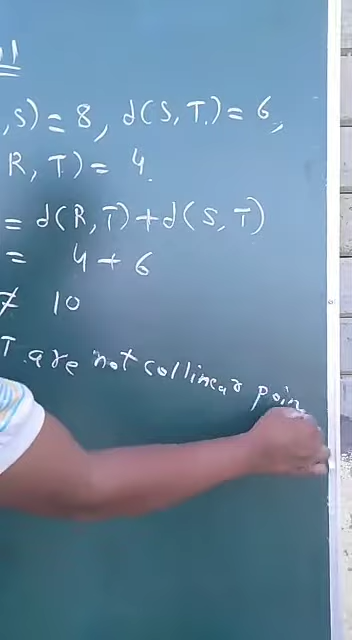 ,S) = 8, d(S, T) = 6,
R, T) = 4.
= d(R, T) + d(S, T)
= 4 + 6
≠ 10
T are not collinear poin